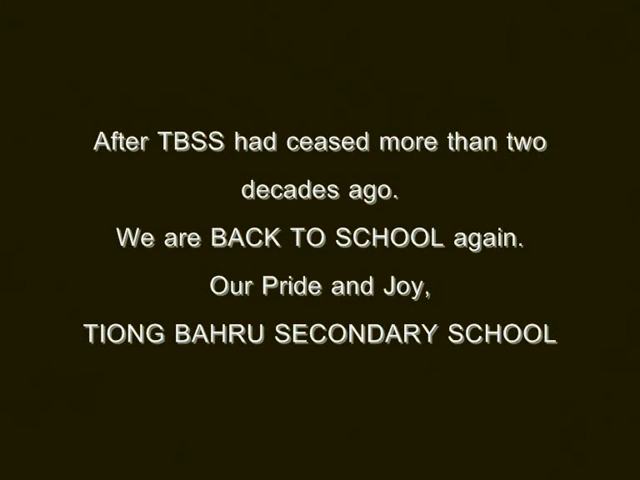 After TBSS had ceased more than two
decades ago.
We are BACK TO SCHOOL again.
Our Pride and Joy,
TIONG BAHRU SECONDARY SCHOOL